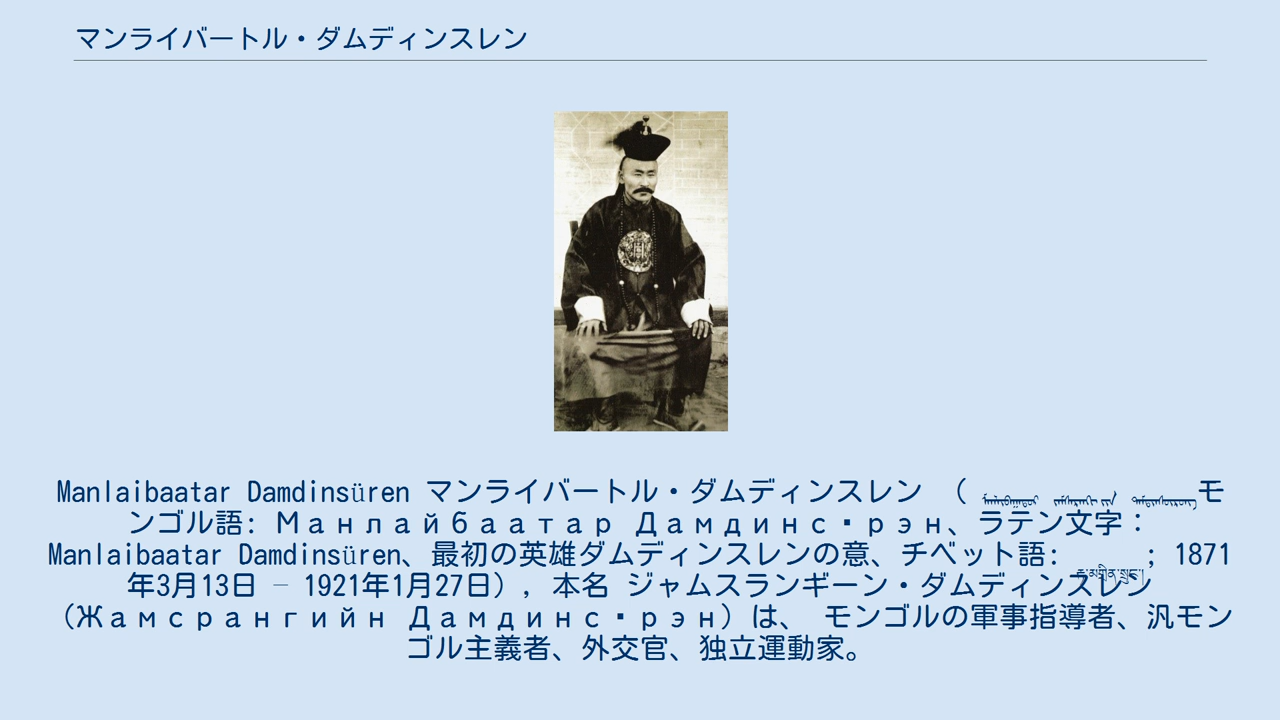 マンライバートル・ダムディンスレン
Manlaibaatar Damdinsüren マンライバートル・ダムディンスレン （ モ
ンゴル語: Манлайбаатар Дамдинс▪рэн、ラテン文字：
Manlaibaatar Damdinsüren、最初の英雄ダムディンスレンの意、チベット語: ; 1871
年3月13日 – 1921年1月27日）, 本名 ジャムスランギーン・ダムディンスレン
（Жамсрангийн Дамдинс▪рэн）は、 モンゴルの軍事指導者、汎モン
ゴル主義者、外交官、独立運動家。